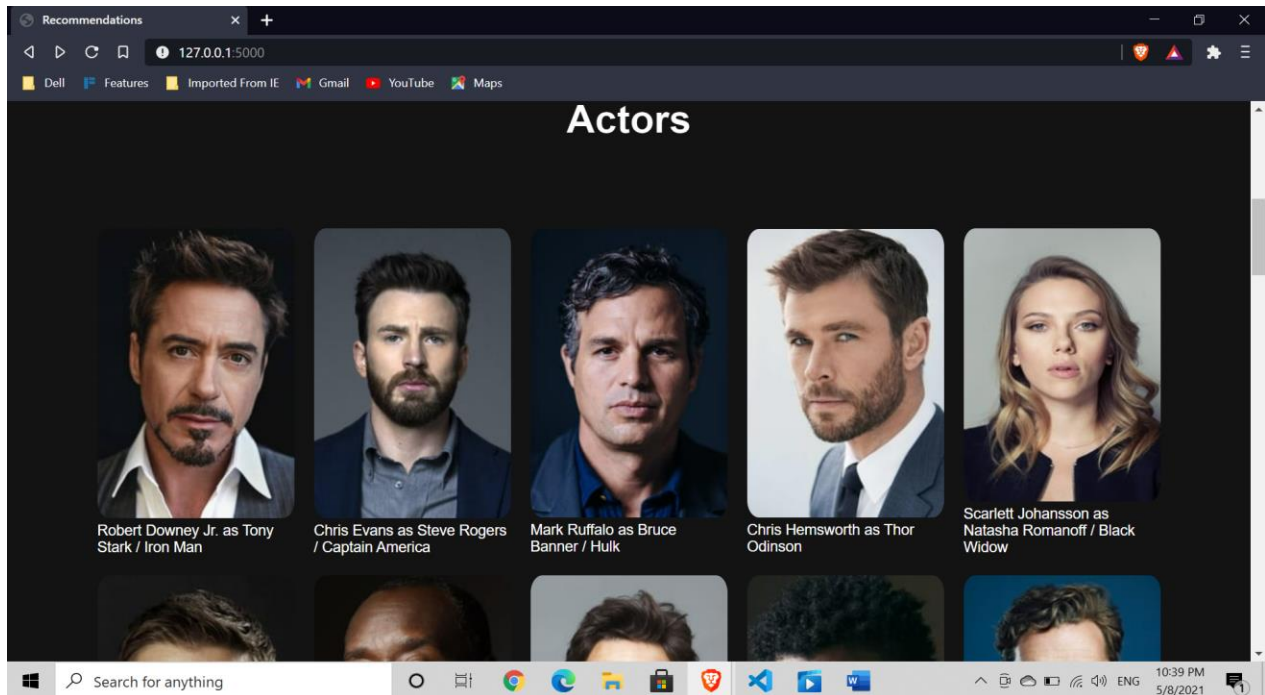 Recommendations
127.0.0.1:5000
Dell
Features
Imported From IE
Gmail
YouTube
Maps
Actors
Robert Downey Jr. as Tony
Stark / Iron Man
Chris Evans as Steve Rogers
/ Captain America
Mark Ruffalo as Bruce
Banner / Hulk
Chris Hemsworth as Thor
Odinson
Scarlett Johansson as
Natasha Romanoff / Black
Widow
Search for anything
ENG
10:39 PM
5/8/2021
1